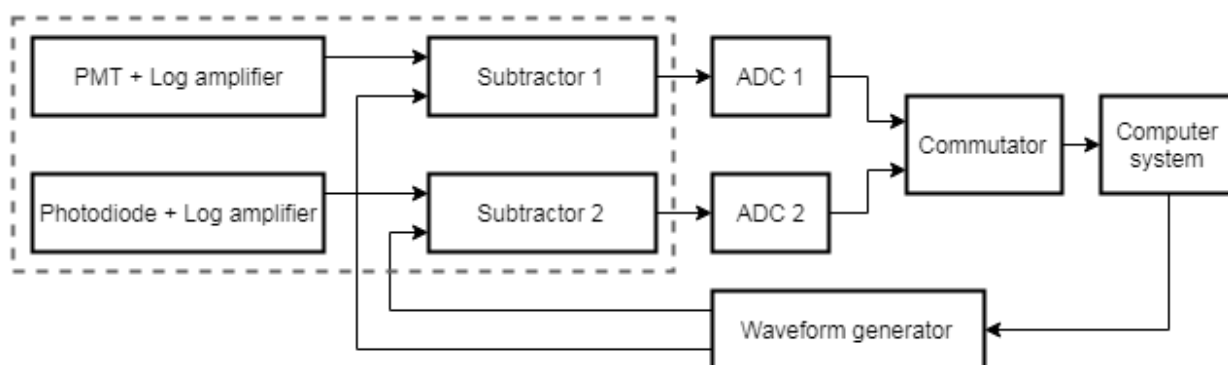 PMT + Log amplifier
Subtractor 1
ADC 1
Commutator
Computer
system
Photodiode + Log amplifier
Subtractor 2
ADC 2
Waveform generator